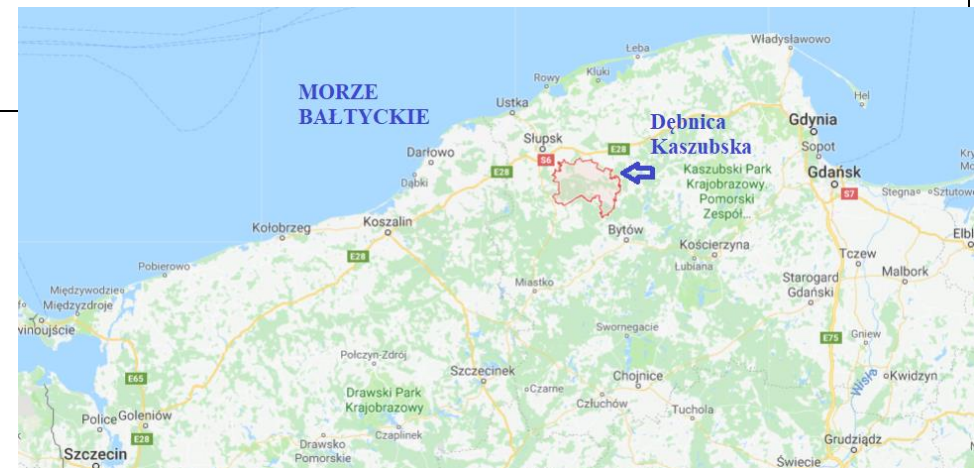 Władysławowo
Łeba
Kluki
Rowy
MORZE
BAŁTYCKIE
Hel
Ustka
Dębnica
Kaszubska
Gdynia
Słupsk
E28
Sopot
Darłowo
S6
Kaszubski Park
Krajobrazowy.
Pomorski
Zespół...
Gdańsk
E28
Dąbki
S7
Stegna
Sztutow
Kołobrzeg
Koszalin
Bytów
Elbl
Kościerzyna
E28
Tczew
Pobierowo
Lubiana
Malbork
Miastko
Starogard
Gdański
Międzywodzie
Międzyzdroje
winoujście
Swornegacie
E75
Gniew
Połczyn-Zdrój
Szczecinek
Chojnice
Wisła
Kwidzyn
E65
Drawski Park
Krajobrazowy
Czarne
Człuchów
Tuchola
Police
Goleniów
Czaplinek
E28
Drawsko
Pomorskie
Grudziądz
Szczecin
Świecie